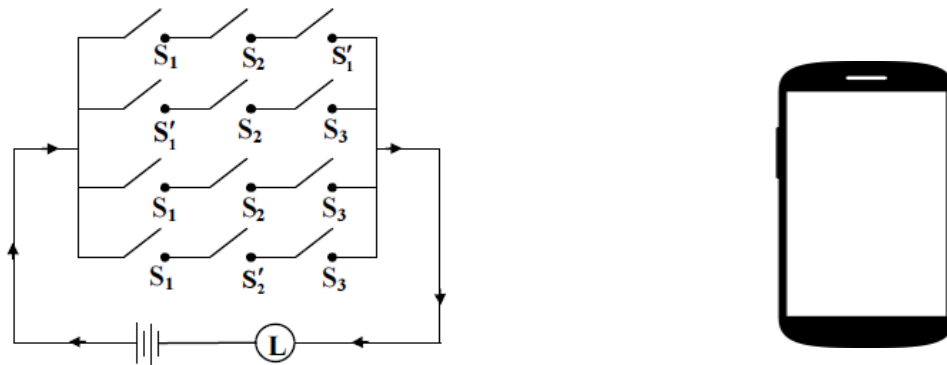 S₁ S₂ S′₁
S′₁ S₂ S₃
S₁ S₂ S₃
S₁ S′₂ S₃
L